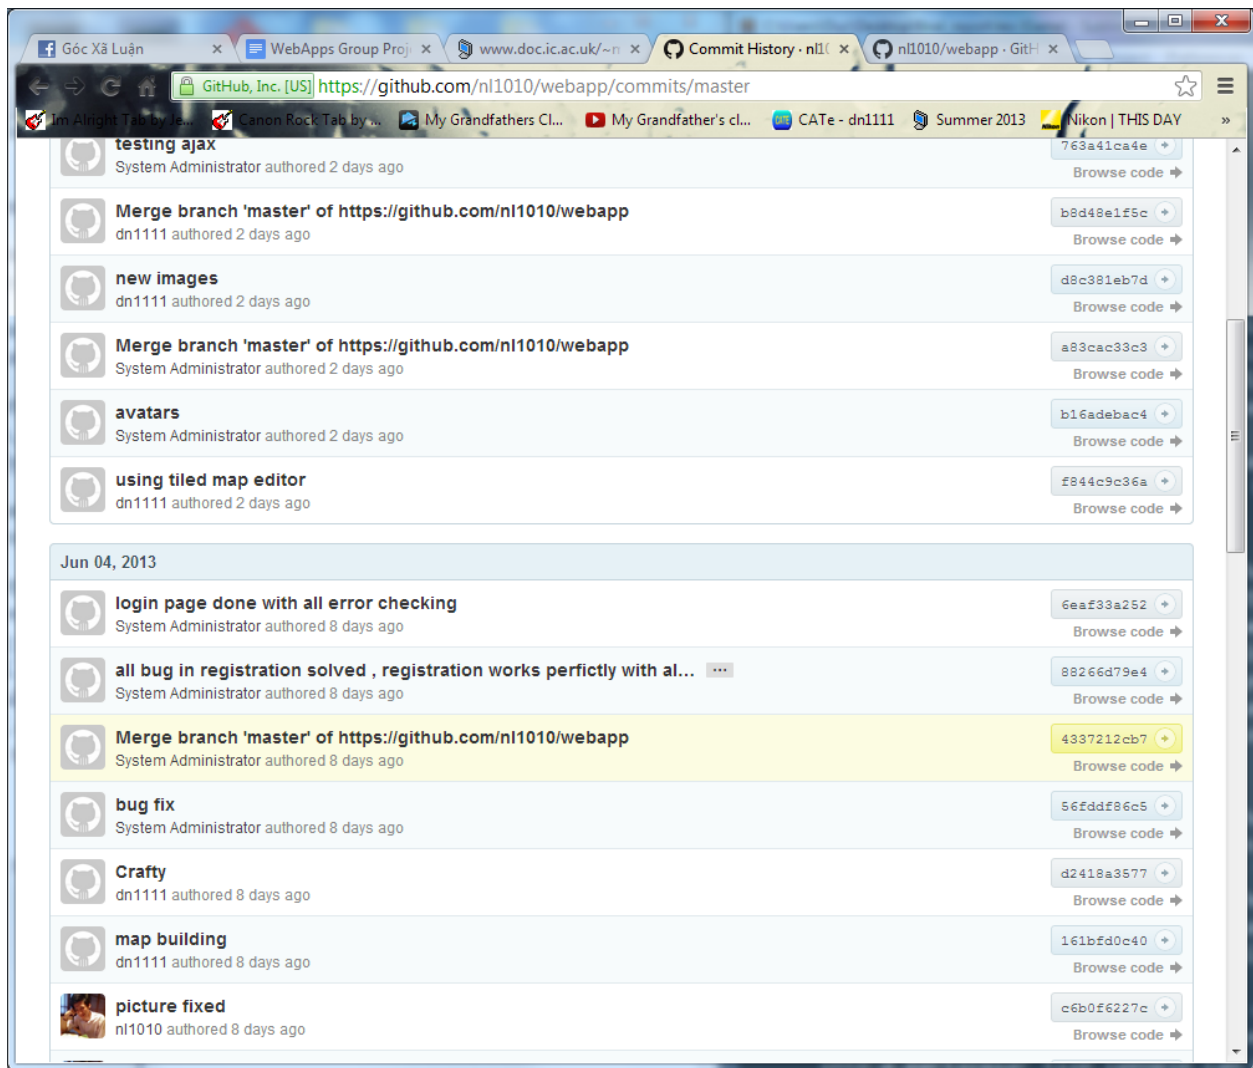 Góc Xã Luận
WebApps Group Proj
www.doc.ic.ac.uk/~n
Commit History · nl1(
nl1010/webapp · GitH
GitHub, Inc. [US] https://github.com/nl1010/webapp/commits/master
Im Alright Tab by Je... Canon Rock Tab by ... My Grandfathers Cl... My Grandfather's cl... CATe - dn1111 Summer 2013 Nikon | THIS DAY »
testing ajax 763a41ca4e
System Administrator authored 2 days ago Browse code
Merge branch 'master' of https://github.com/nl1010/webapp b8d48e1f5c
dn1111 authored 2 days ago Browse code
new images d8c381eb7d
dn1111 authored 2 days ago Browse code
Merge branch 'master' of https://github.com/nl1010/webapp a83cac33c3
System Administrator authored 2 days ago Browse code
avatars b16adebac4
System Administrator authored 2 days ago Browse code
using tiled map editor f844c9c36a
dn1111 authored 2 days ago Browse code
Jun 04, 2013
login page done with all error checking 6eaf33a252
System Administrator authored 8 days ago Browse code
all bug in registration solved , registration works perfictly with al... ... 88266d79e4
System Administrator authored 8 days ago Browse code
Merge branch 'master' of https://github.com/nl1010/webapp 4337212cb7
System Administrator authored 8 days ago Browse code
bug fix 56fddf86c5
System Administrator authored 8 days ago Browse code
Crafty d2418a3577
dn1111 authored 8 days ago Browse code
map building 161bfd0c40
dn1111 authored 8 days ago Browse code
picture fixed c6b0f6227c
nl1010 authored 8 days ago Browse code